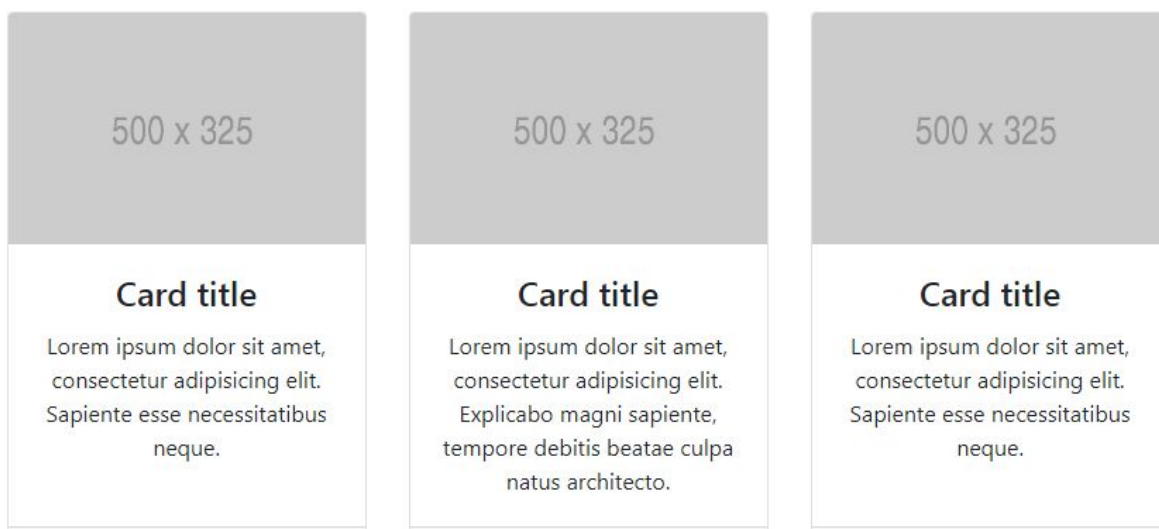 500 x 325
Card title
Lorem ipsum dolor sit amet,
consectetur adipisicing elit.
Sapiente esse necessitatibus
neque.
500 x 325
Card title
Lorem ipsum dolor sit amet,
consectetur adipisicing elit.
Explicabo magni sapiente,
tempore debitis beatae culpa
natus architecto.
500 x 325
Card title
Lorem ipsum dolor sit amet,
consectetur adipisicing elit.
Sapiente esse necessitatibus
neque.